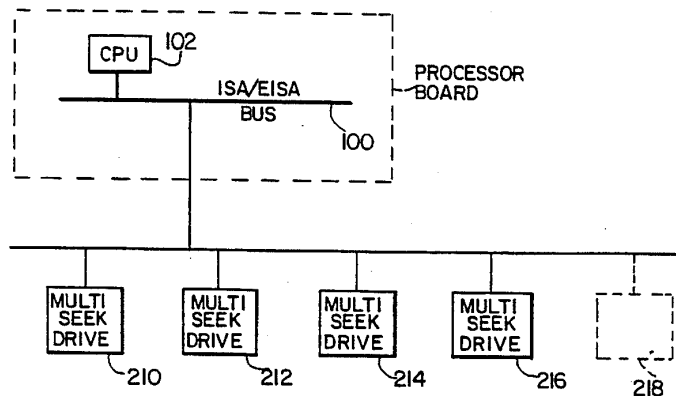 CPU
102
ISA/EISA
BUS
100
PROCESSOR
BOARD
MULTI
SEEK
DRIVE
210
MULTI
SEEK
DRIVE
212
MULTI
SEEK
DRIVE
214
MULTI
SEEK
DRIVE
216
218